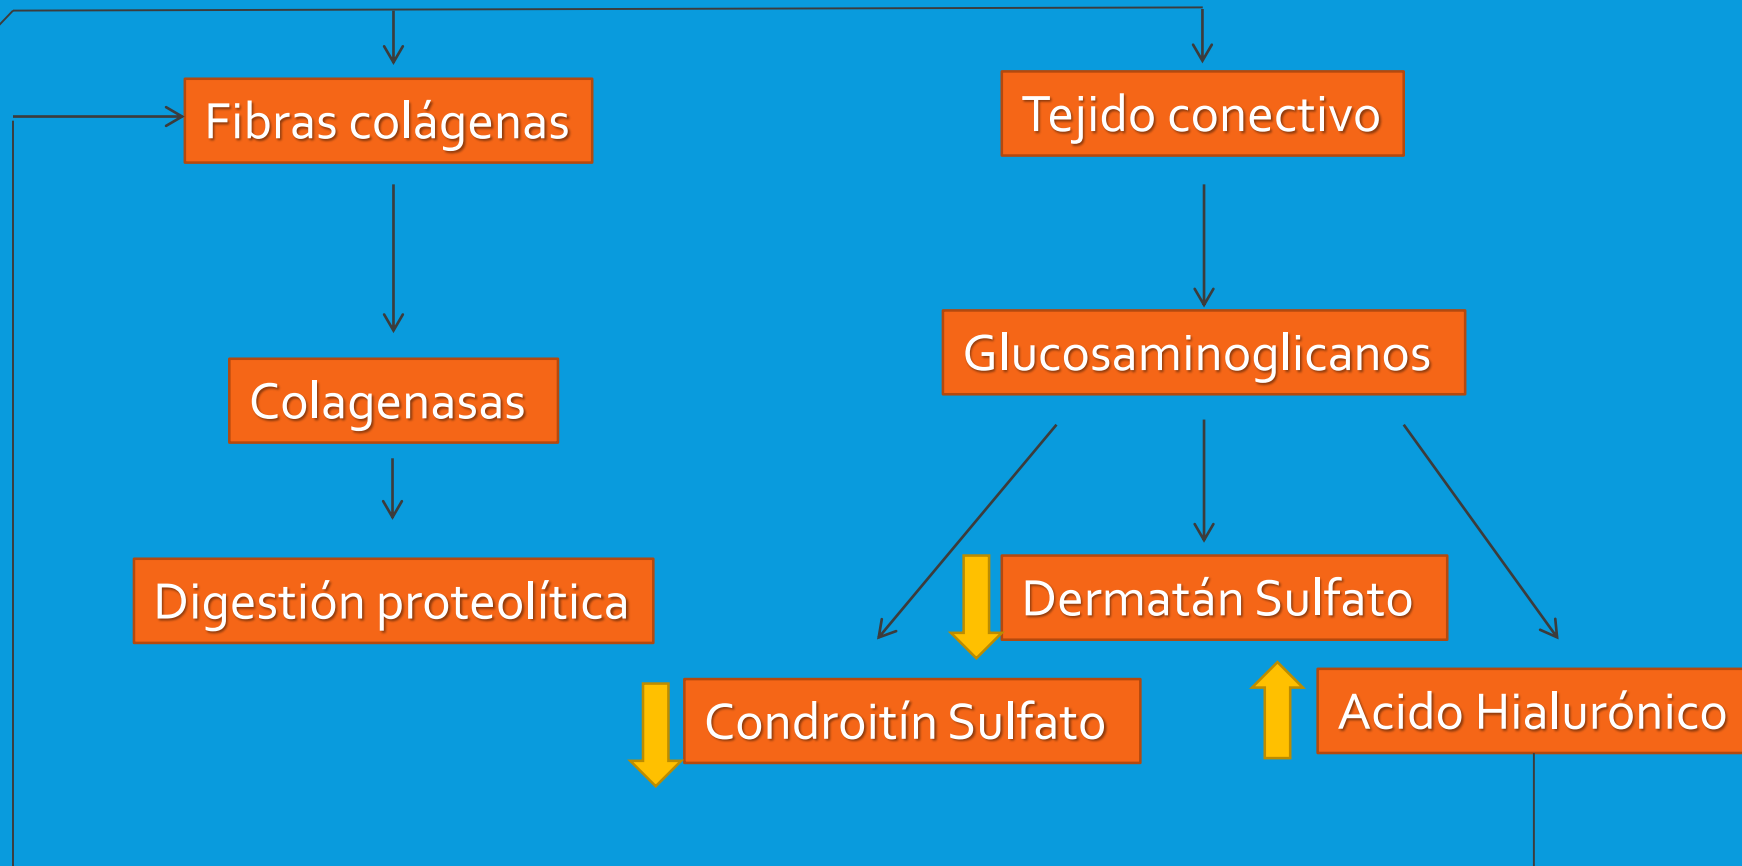 Fibras colágenas
Tejido conectivo
Glucosaminoglicanos
Colagenasas
Digestión proteolítica
Dermatán Sulfato
Condroitín Sulfato
Acido Hialurónico